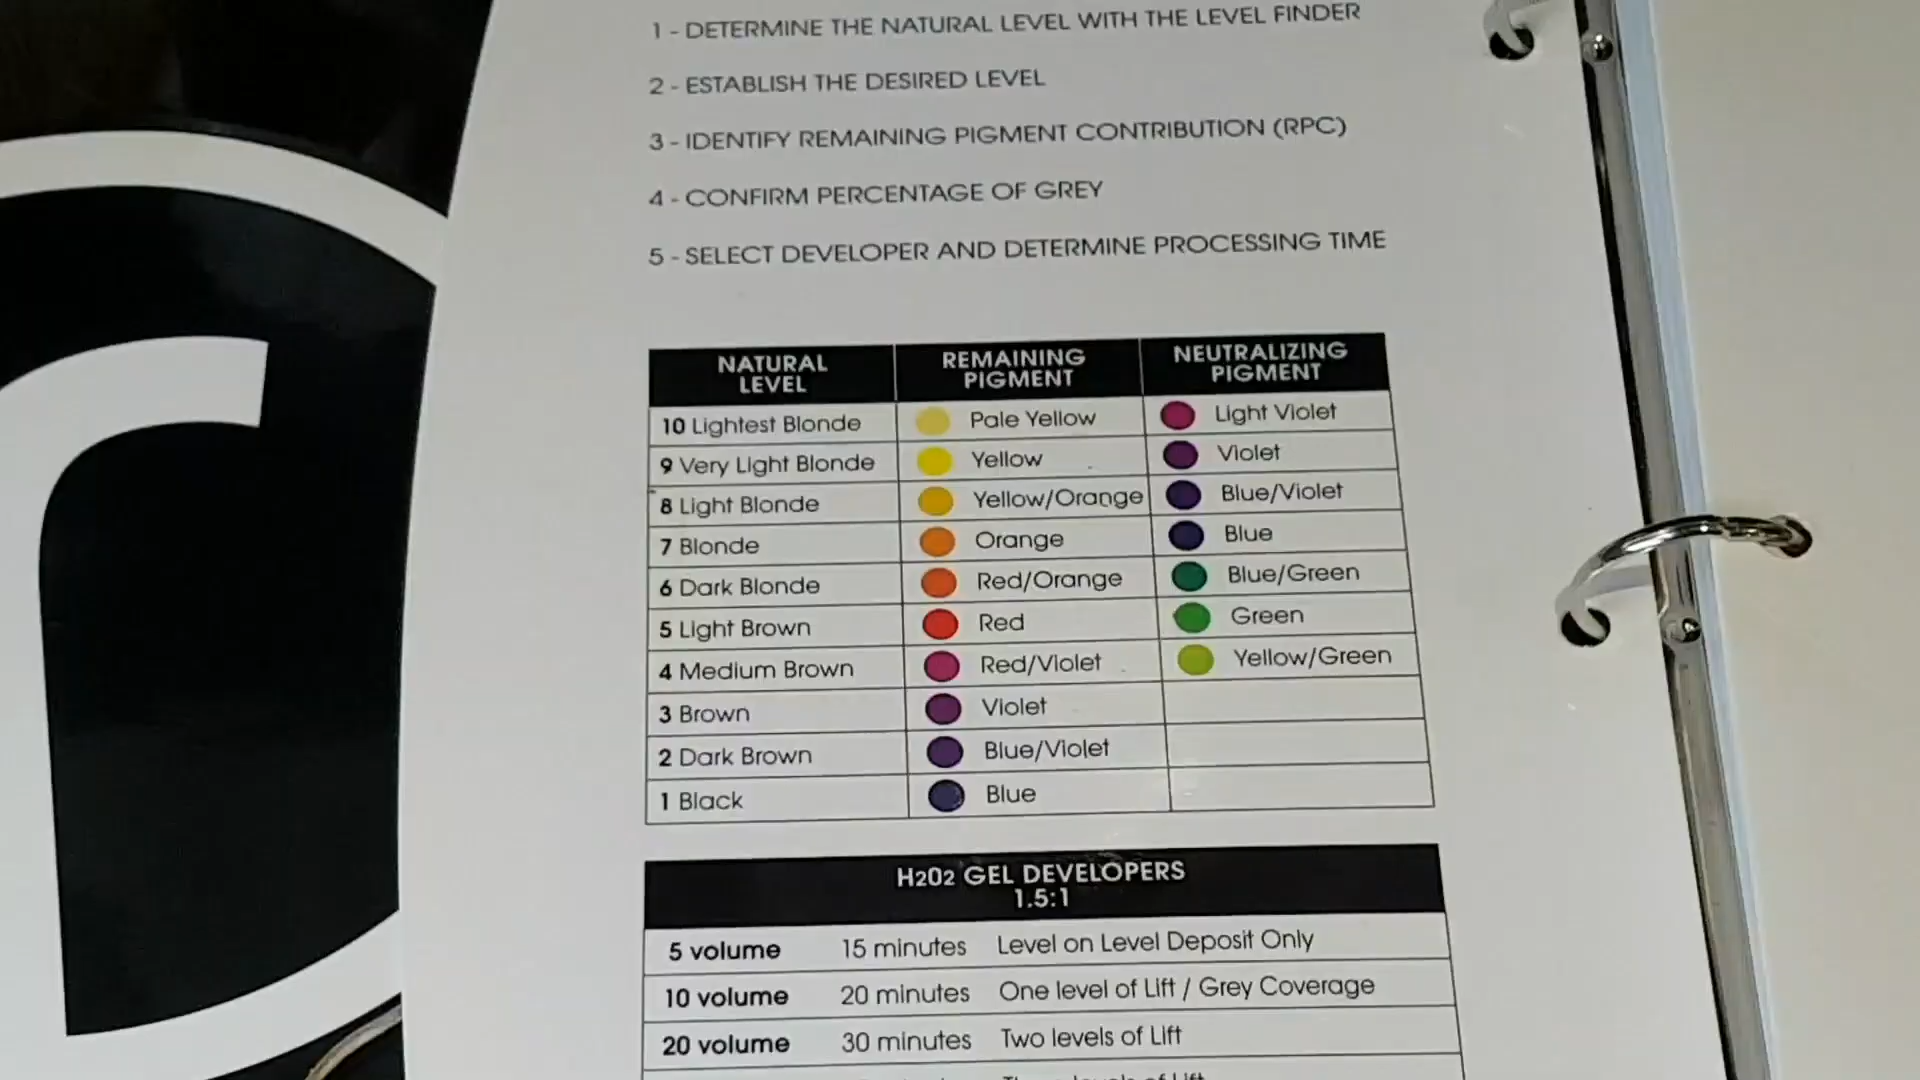 1 - DETERMINE THE NATURAL LEVEL WITH THE LEVEL FINDER
2 - ESTABLISH THE DESIRED LEVEL
3 - IDENTIFY REMAINING PIGMENT CONTRIBUTION (RPC)
4 - CONFIRM PERCENTAGE OF GREY
5 - SELECT DEVELOPER AND DETERMINE PROCESSING TIME
NATURAL LEVEL REMAINING PIGMENT NEUTRALIZING PIGMENT
10 Lightest Blonde Pale Yellow Light Violet
9 Very Light Blonde Yellow Violet
8 Light Blonde Yellow/Orange Blue/Violet
7 Blonde Orange Blue
6 Dark Blonde Red/Orange Blue/Green
5 Light Brown Red Green
4 Medium Brown Red/Violet Yellow/Green
3 Brown Violet
2 Dark Brown Blue/Violet
1 Black Blue
H2O2 GEL DEVELOPERS
1.5:1
5 volume 15 minutes Level on Level Deposit Only
10 volume 20 minutes One level of Lift / Grey Coverage
20 volume 30 minutes Two levels of Lift